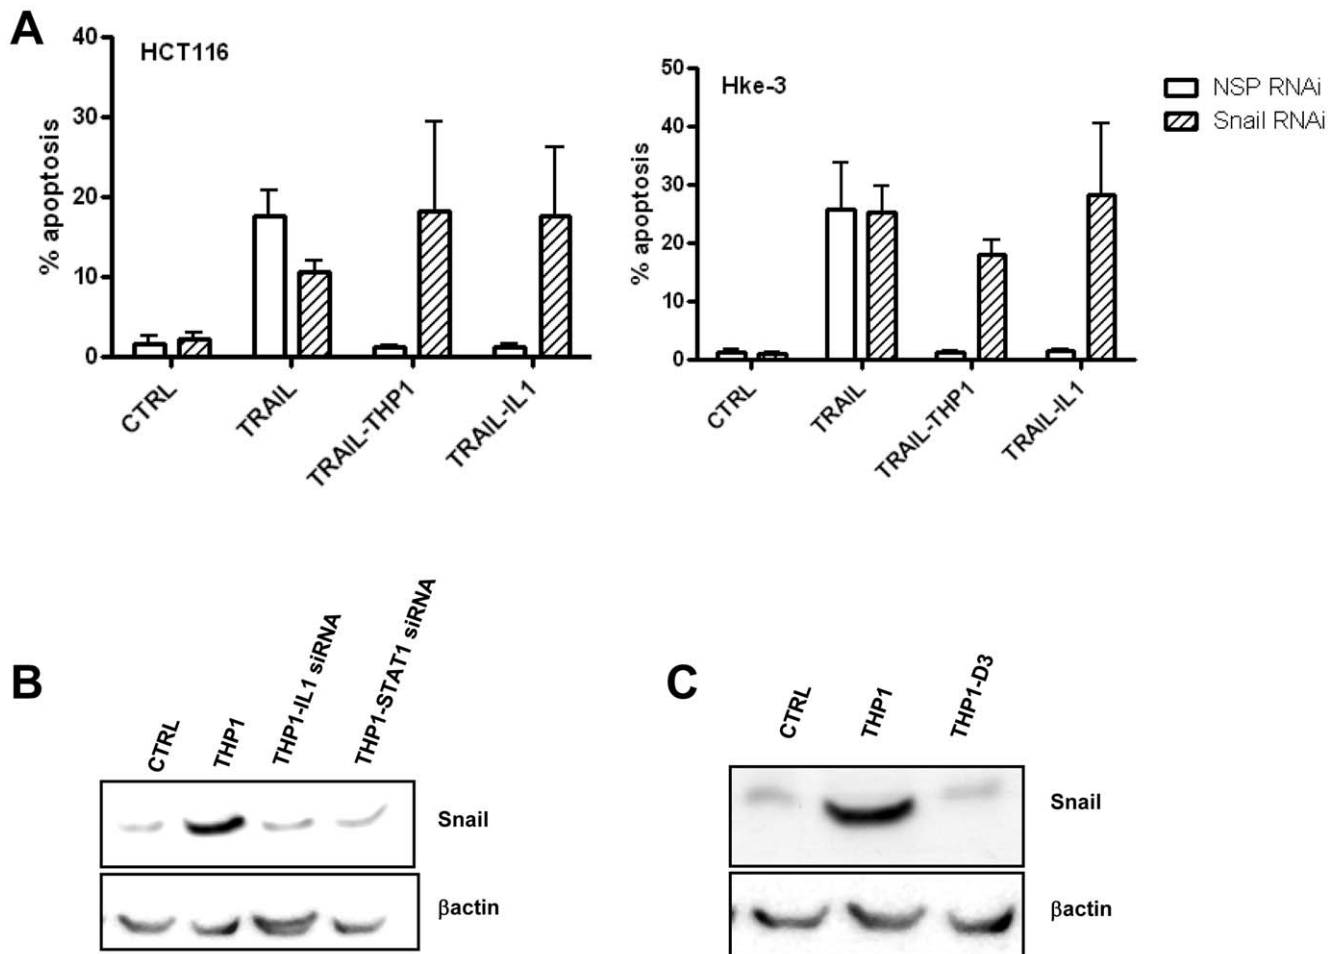 A
HCT116
% apoptosis
40
30
20
10
0
CTRL
TRAIL
TRAIL-THP1
TRAIL-IL1
Hke-3
% apoptosis
50
40
30
20
10
0
CTRL
TRAIL
TRAIL-THP1
TRAIL-IL1
NSP RNAi
Snail RNAi
B
CTRL
THP1
THP1-IL1 siRNA
THP1-STAT1 siRNA
Snail
βactin
C
CTRL
THP1
THP1-D3
Snail
βactin